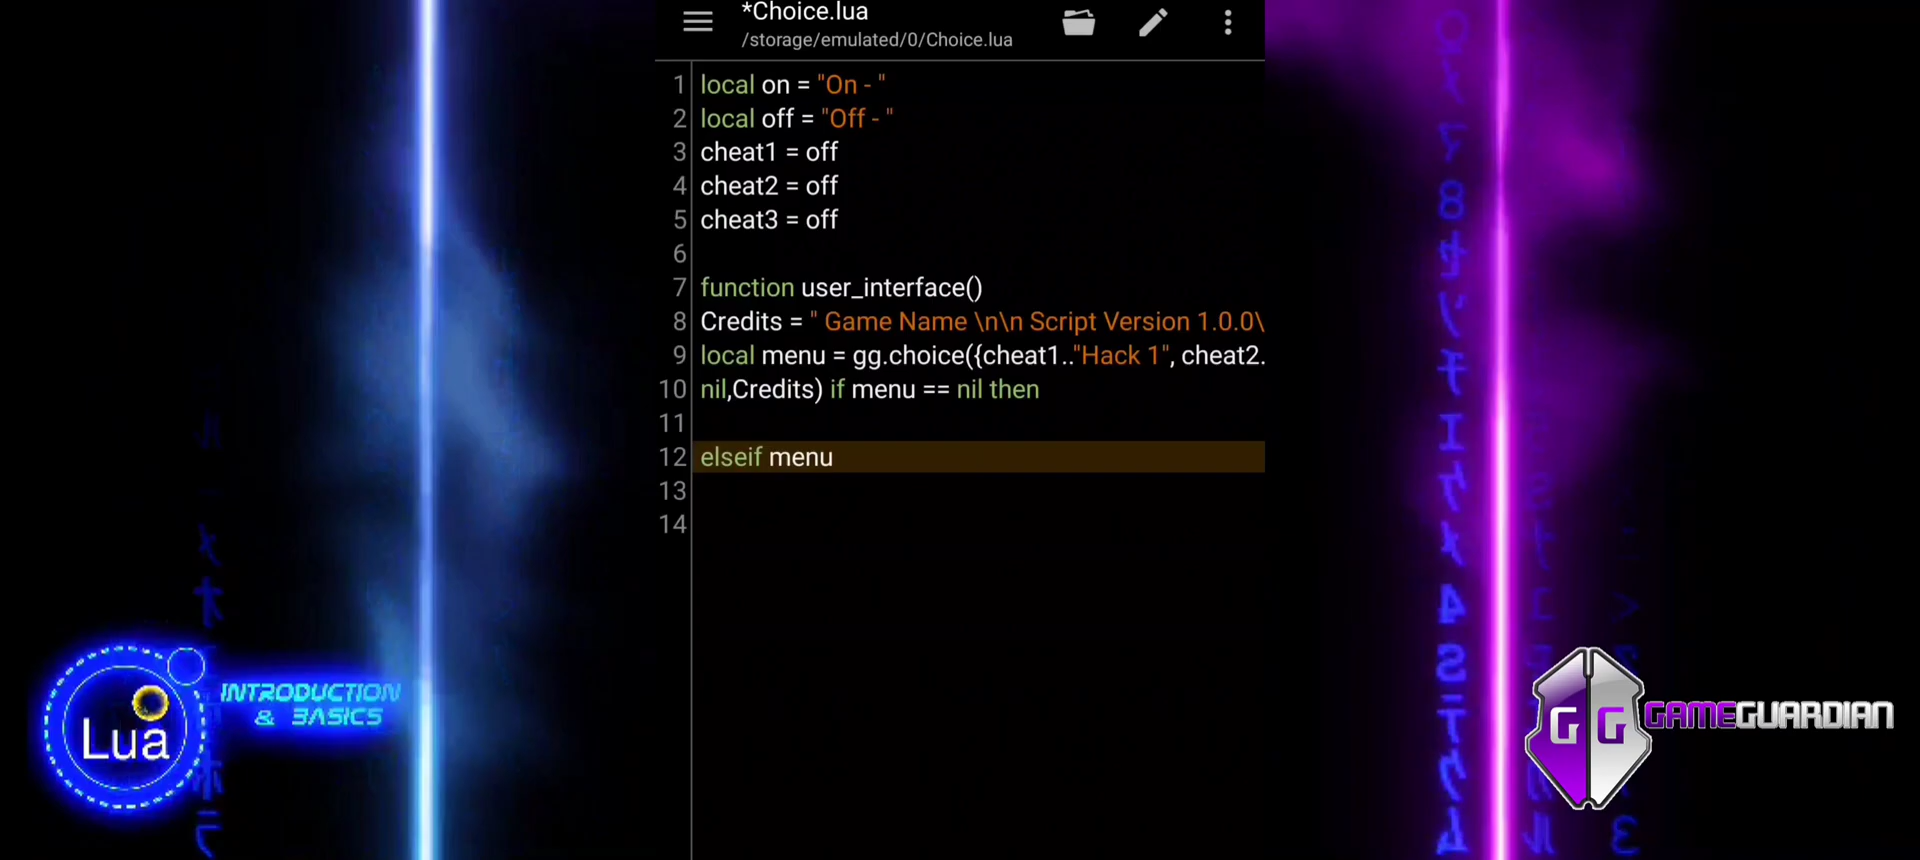 *Choice.lua
/storage/emulated/0/Choice.lua
1 local on = "On - "
2 local off = "Off - "
3 cheat1 = off
4 cheat2 = off
5 cheat3 = off
6
7 function user_interface()
8 Credits = " Game Name \n\n Script Version 1.0.0\
9 local menu = gg.choice({cheat1.."Hack 1", cheat2.
10 nil,Credits) if menu == nil then
11
12 elseif menu
13
14
Lua
INTRODUCTION
& BASICS
GG
GAMEGUARDIAN